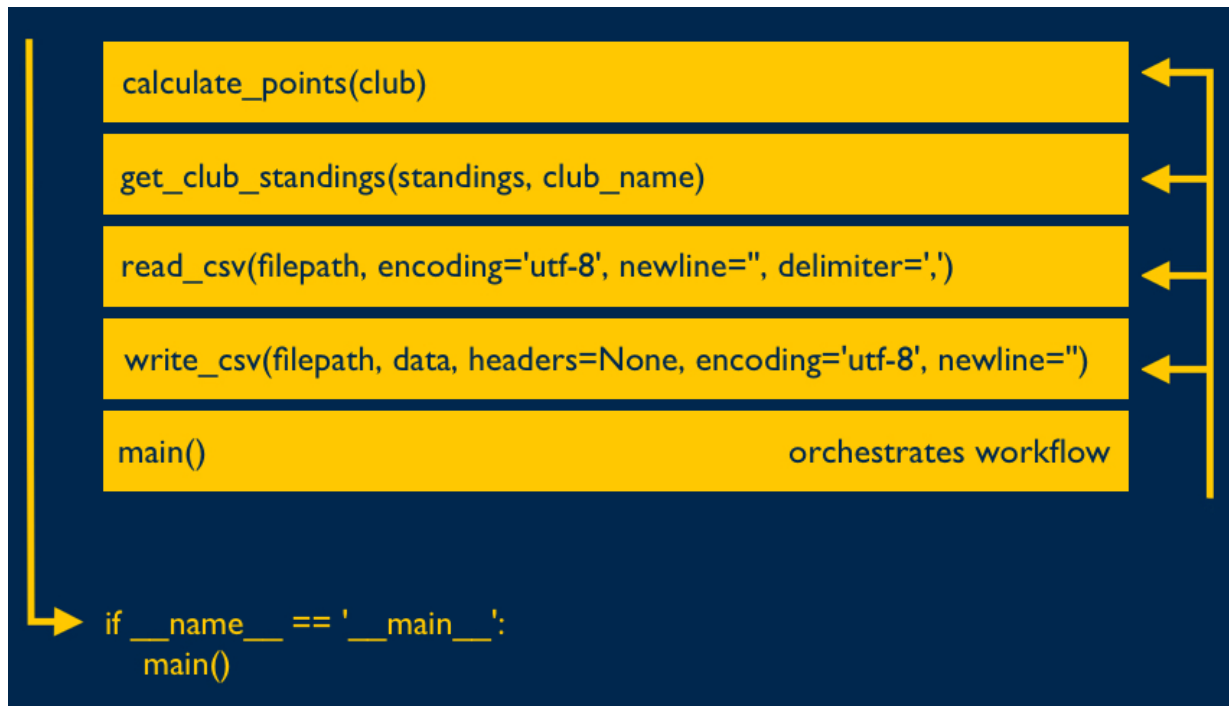 calculate_points(club)
get_club_standings(standings, club_name)
read_csv(filepath, encoding='utf-8', newline='', delimiter=',')
write_csv(filepath, data, headers=None, encoding='utf-8', newline='')
main() orchestrates workflow
if __name__ == '__main__':
main()